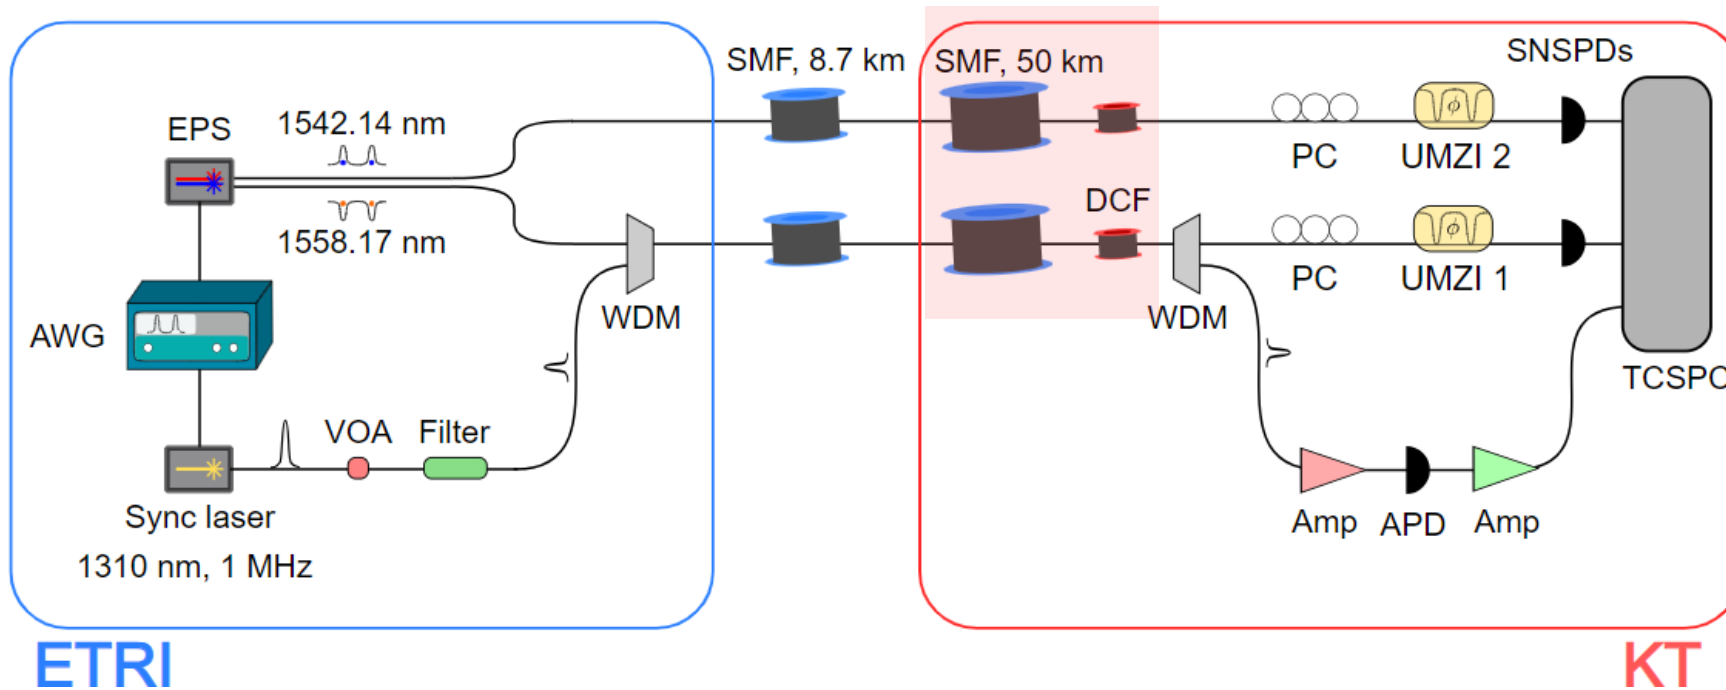 SNSPDs
SMF, 8.7 km
SMF, 50 km
EPS
1542.14 nm
ϕ
PC
UMZI 2
1558.17 nm
DCF
ϕ
PC
UMZI 1
WDM
WDM
AWG
TCSPC
VOA
Filter
Sync laser
1310 nm, 1 MHz
Amp
APD
Amp
ETRI
KT